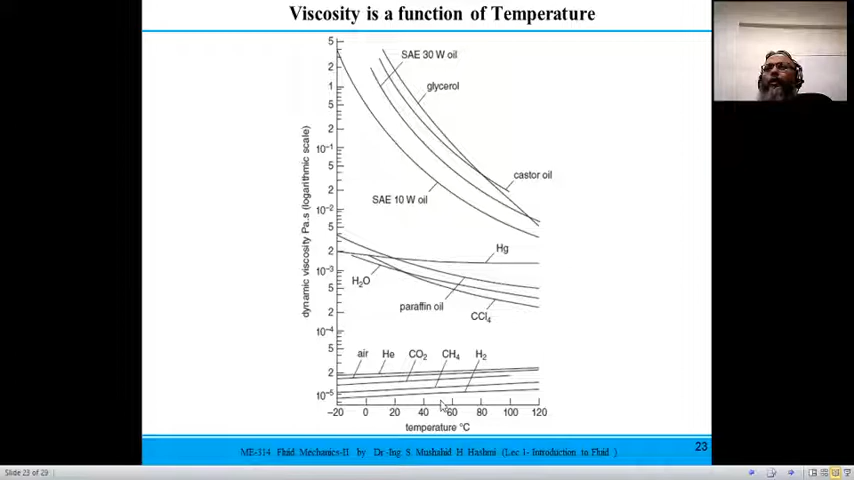 Viscosity is a function of Temperature
5
SAE 30 W oil
2
1
glycerol
5
2
10⁻¹
5
castor oil
2
SAE 10 W oil
10⁻²
5
2
Hg
10⁻³
H₂O
5
paraffin oil
2
CCl₄
10⁻⁴
5
air He CO₂ CH₄ H₂
2
10⁻⁵
−20 0 20 40 60 80 100 120
temperature °C
dynamic viscosity Pa.s (logarithmic scale)
ME-314 Fluid Mechanics-II by Dr-Ing. S. Mushahid H Hashmi (Lec 1- Introduction to Fluid )
23
Slide 23 of 29